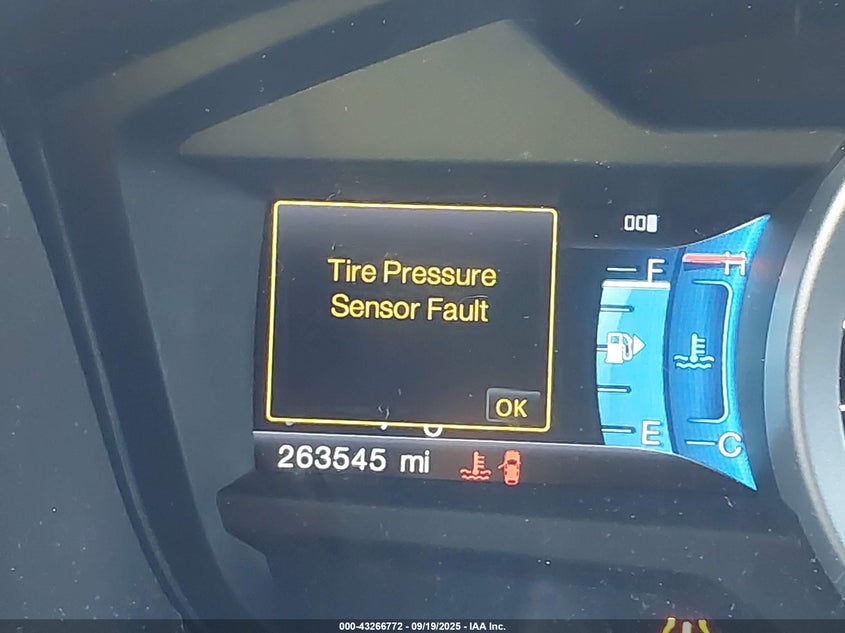 Tire Pressure
Sensor Fault
OK
F
H
E
C
263545 mi
000-43266772 - 09/19/2025 - IAA Inc.